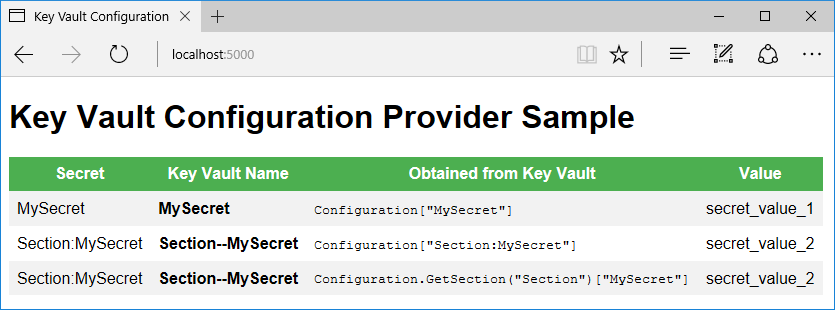 Key Vault Configuration
localhost:5000
Key Vault Configuration Provider Sample
Secret Key Vault Name Obtained from Key Vault Value
MySecret MySecret Configuration["MySecret"] secret_value_1
Section:MySecret Section--MySecret Configuration["Section:MySecret"] secret_value_2
Section:MySecret Section--MySecret Configuration.GetSection("Section")["MySecret"] secret_value_2